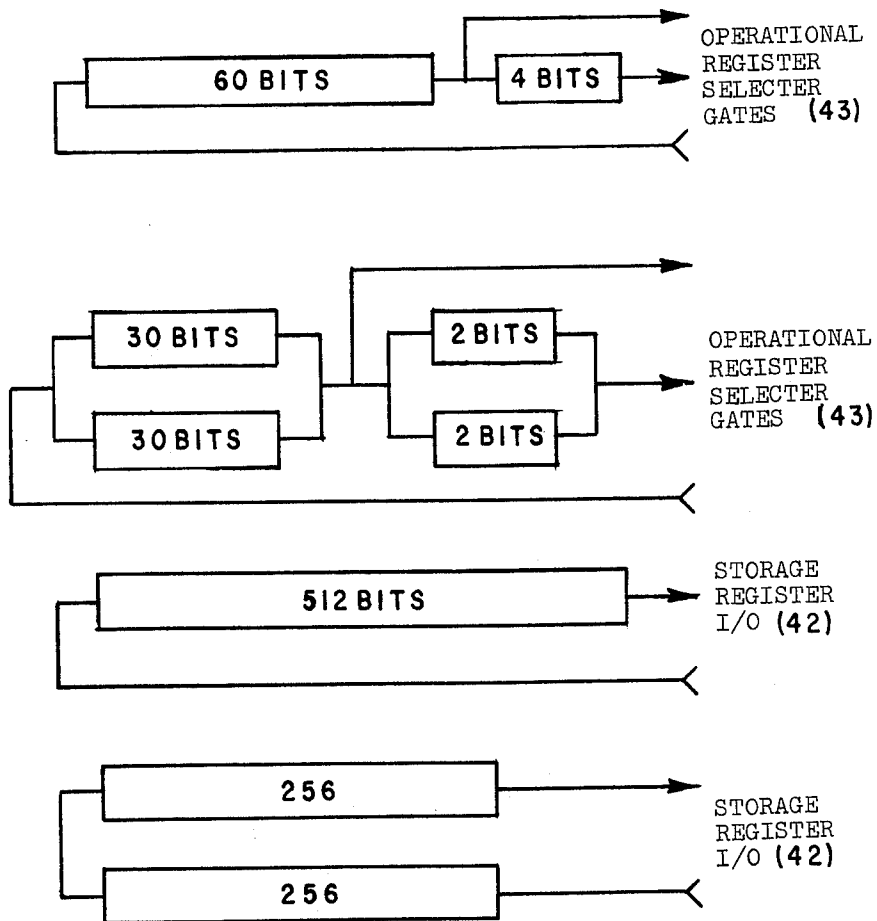 60 BITS
4 BITS
OPERATIONAL
REGISTER
SELECTER
GATES (43)
30 BITS
2 BITS
30 BITS
2 BITS
OPERATIONAL
REGISTER
SELECTER
GATES (43)
512 BITS
STORAGE
REGISTER
I/O (42)
256
256
STORAGE
REGISTER
I/O (42)